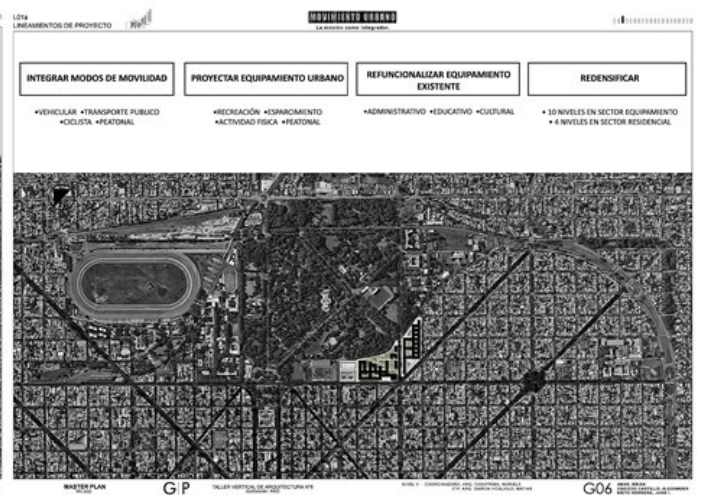 L01a
LINEAMIENTOS DE PROYECTO
MOVIMIENTO URBANO
La moción como integrador.
INTEGRAR MODOS DE MOVILIDAD
•VEHICULAR •TRANSPORTE PUBLICO
•CICLISTA •PEATONAL
PROYECTAR EQUIPAMIENTO URBANO
•RECREACIÓN •ESPARCIMIENTO
•ACTIVIDAD FISICA •PEATONAL
REFUNCIONALIZAR EQUIPAMIENTO
EXISTENTE
•ADMINISTRATIVO •EDUCATIVO •CULTURAL
REDENSIFICAR
• 10 NIVELES EN SECTOR EQUIPAMIENTO
• 4 NIVELES EN SECTOR RESIDENCIAL
MASTER PLAN
G|P
TALLER VERTICAL DE ARQUITECTURA Nº6
G06